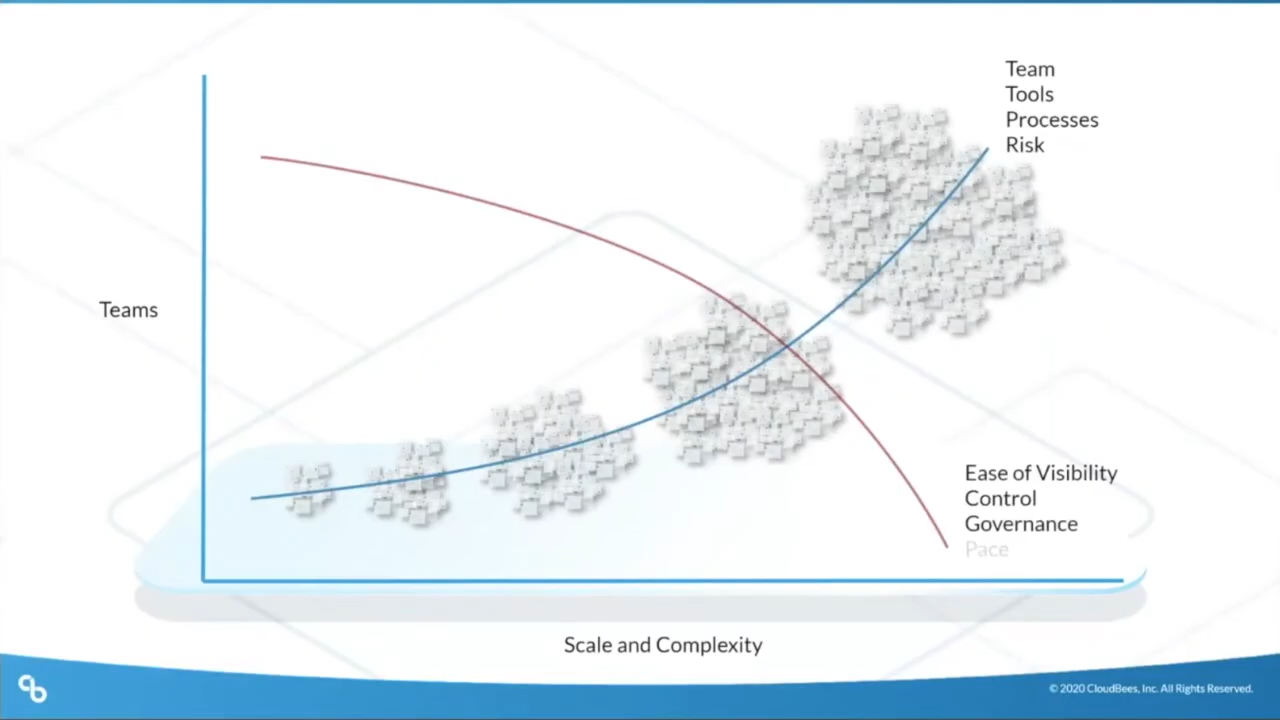 Team
Tools
Processes
Risk
Teams
Ease of Visibility
Control
Governance
Pace
Scale and Complexity
© 2020 CloudBees, Inc. All Rights Reserved.